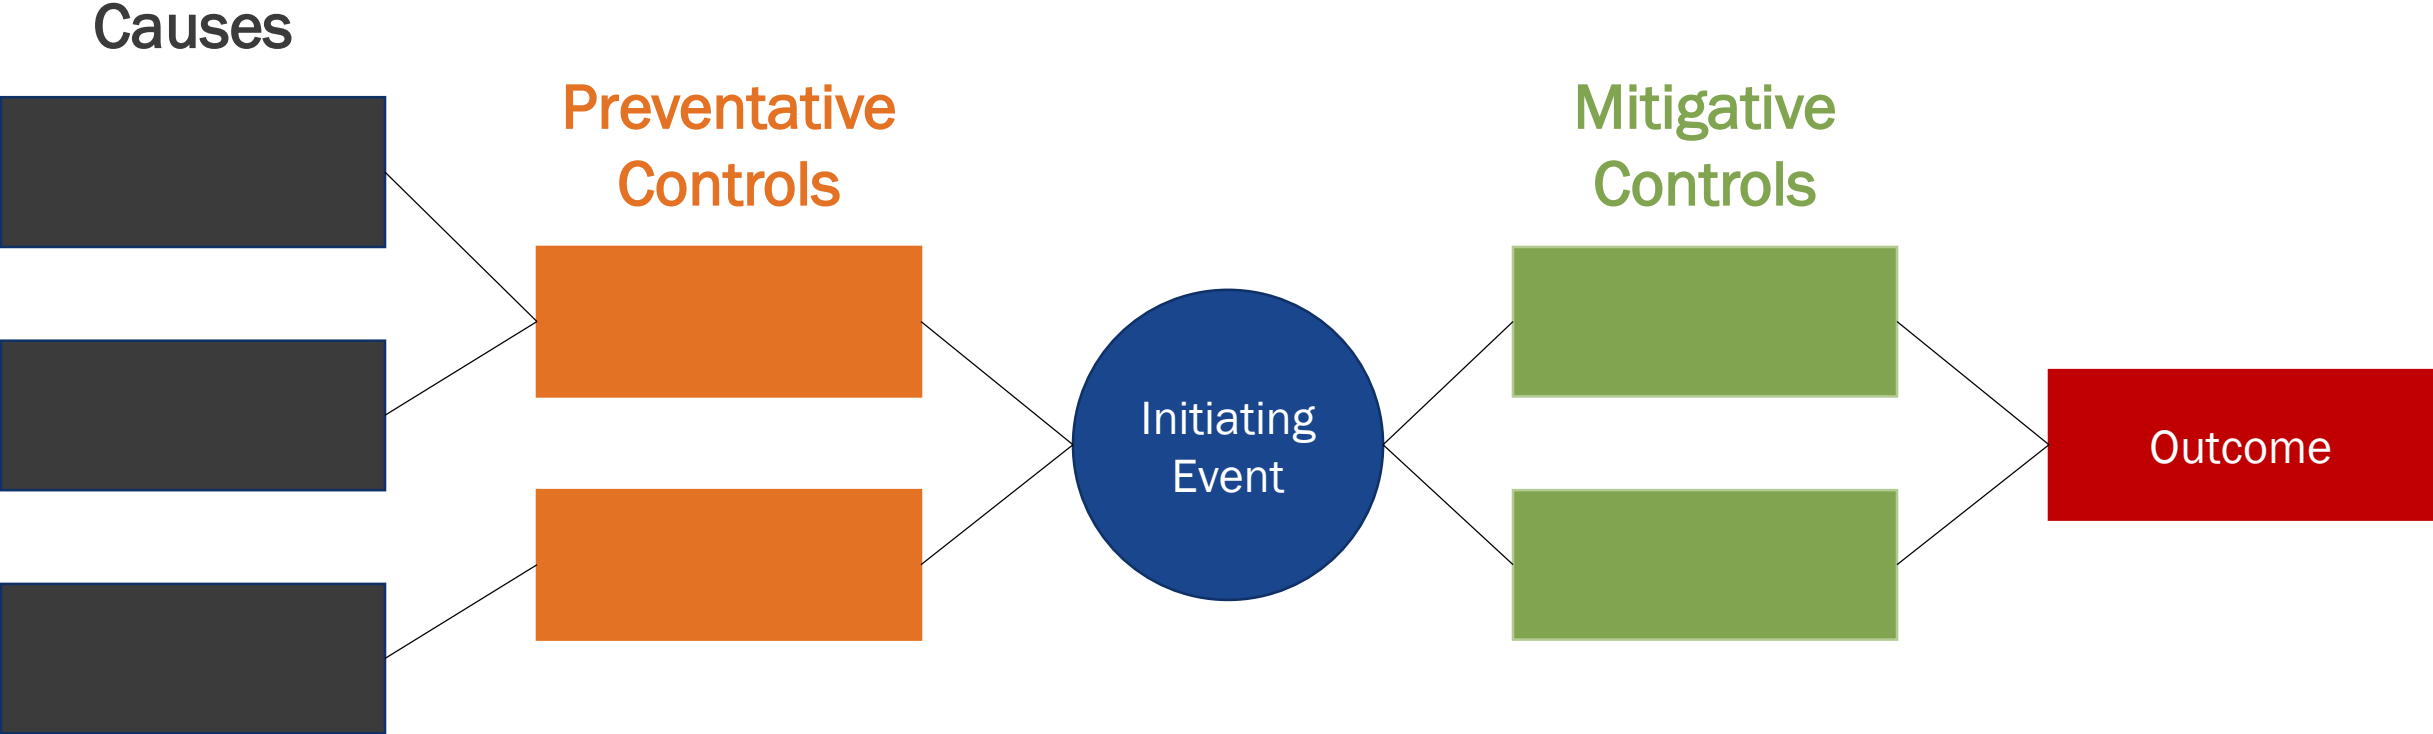 Causes
Preventative
Controls
Mitigative
Controls
Initiating
Event
Outcome